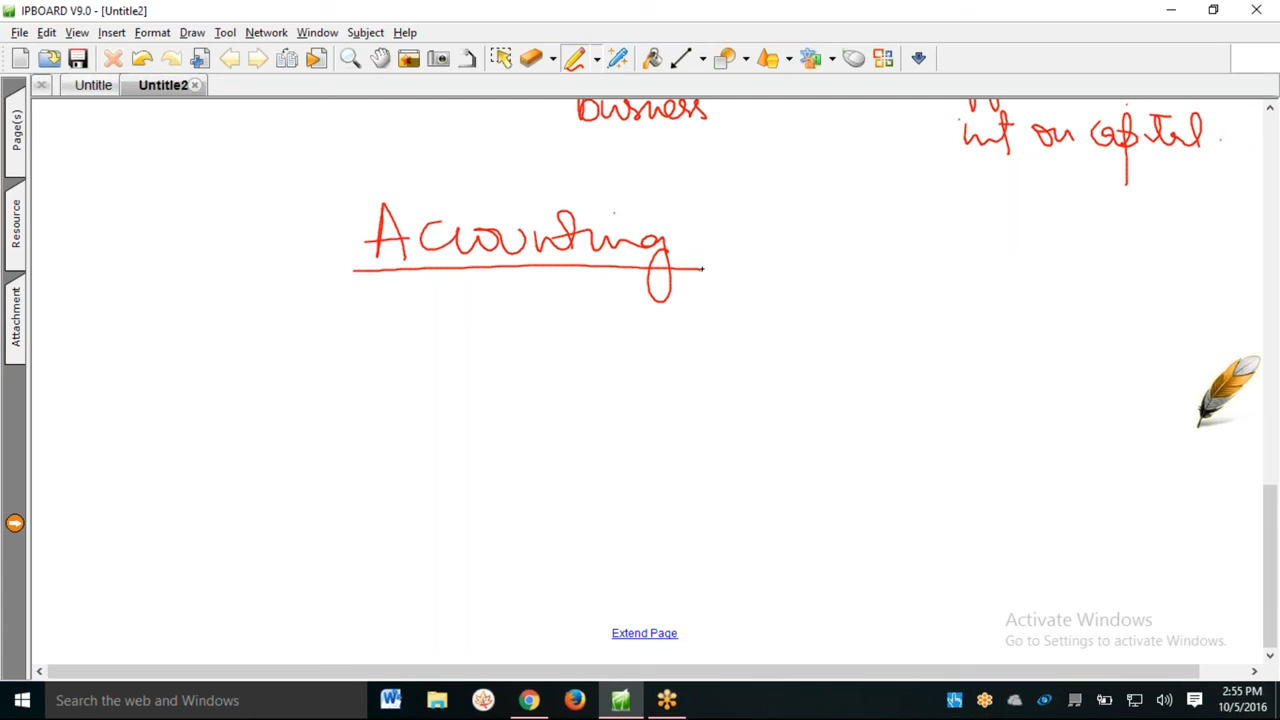 IPBOARD V9.0 - [Untitle2]
File Edit View Insert Format Draw Tool Network Window Subject Help
Untitle Untitle2
Page(s)
Resource
Attachment
business
int on capital.
Accounting
Extend Page
Activate Windows
Go to Settings to activate Windows.
Search the web and Windows
2:55 PM
10/5/2016